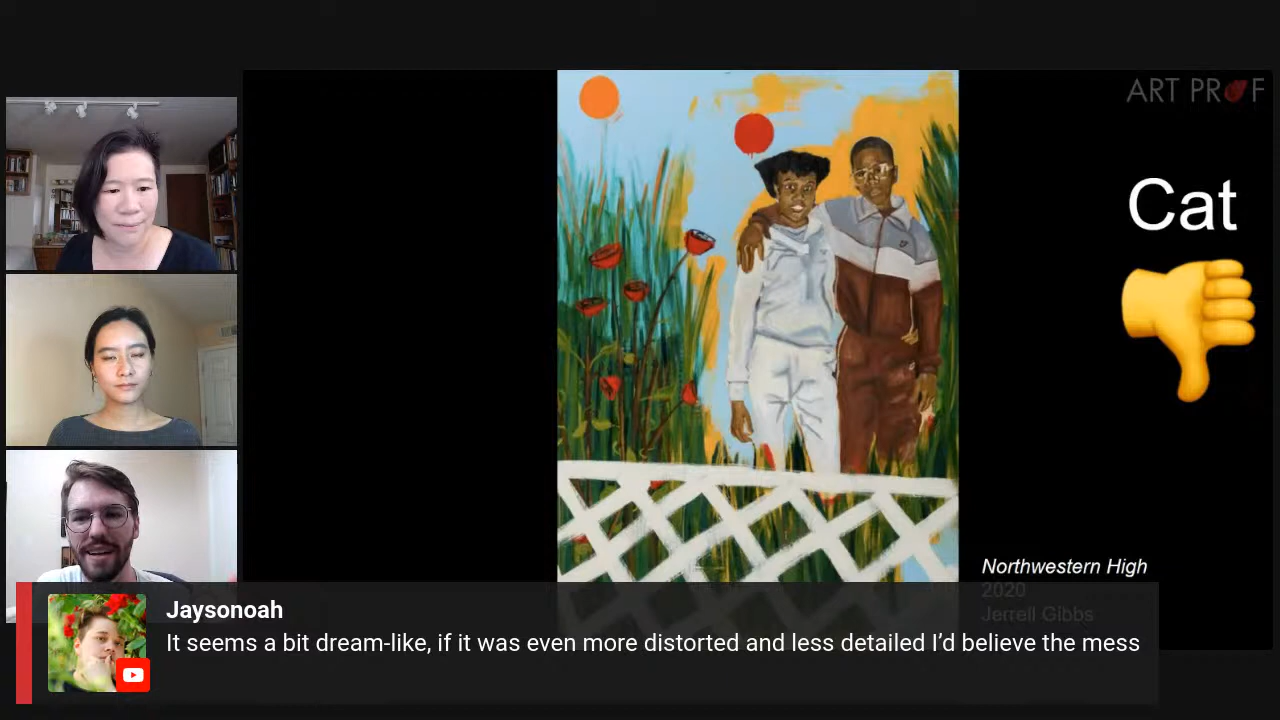 ART PROF
Cat
Northwestern High
2020
Jerrell Gibbs
Jaysonoah
It seems a bit dream-like, if it was even more distorted and less detailed I’d believe the mess